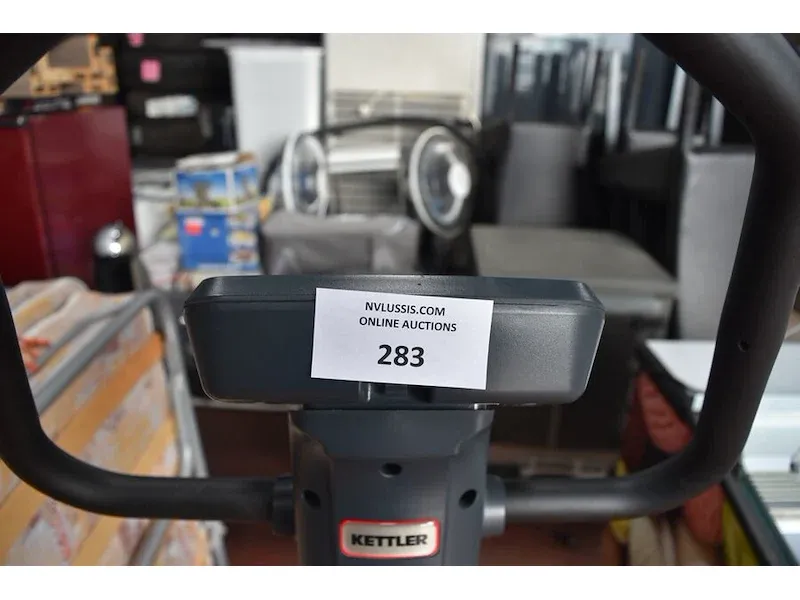 NVLUSSIS.COM
ONLINE AUCTIONS
283
KETTLER